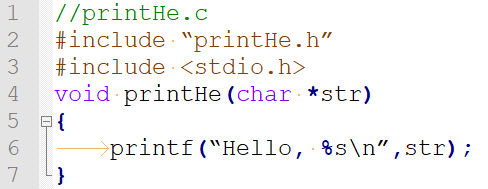 1 //printHe.c
2 #include “printHe.h”
3 #include <stdio.h>
4 void printHe(char *str)
5 {
6 printf(“Hello, %s\n”,str);
7 }